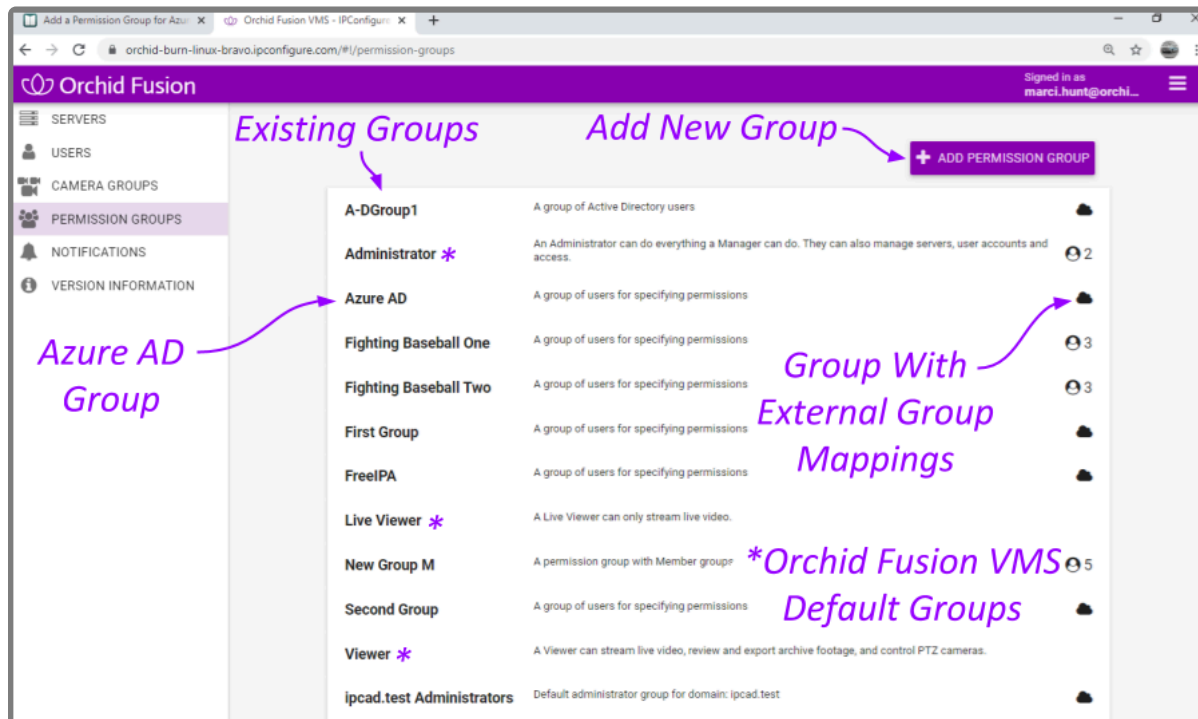 Add a Permission Group for Azur
Orchid Fusion VMS - IPConfigure
orchid-burn-linux-bravo.ipconfigure.com/#!/permission-groups
Orchid Fusion
Signed in as
marci.hunt@orchi...
SERVERS
USERS
CAMERA GROUPS
PERMISSION GROUPS
NOTIFICATIONS
VERSION INFORMATION
Existing Groups
Add New Group
+ ADD PERMISSION GROUP
A-DGroup1 A group of Active Directory users
Administrator * An Administrator can do everything a Manager can do. They can also manage servers, user accounts and
access. 2
Azure AD A group of users for specifying permissions
Fighting Baseball One A group of users for specifying permissions 3
Fighting Baseball Two A group of users for specifying permissions 3
First Group A group of users for specifying permissions
FreeIPA A group of users for specifying permissions
Live Viewer * A Live Viewer can only stream live video.
New Group M A permission group with Member groups 5
Second Group A group of users for specifying permissions
Viewer * A Viewer can stream live video, review and export archive footage, and control PTZ cameras.
ipcad.test Administrators Default administrator group for domain: ipcad.test
Azure AD
Group
Group With
External Group
Mappings
*Orchid Fusion VMS
Default Groups